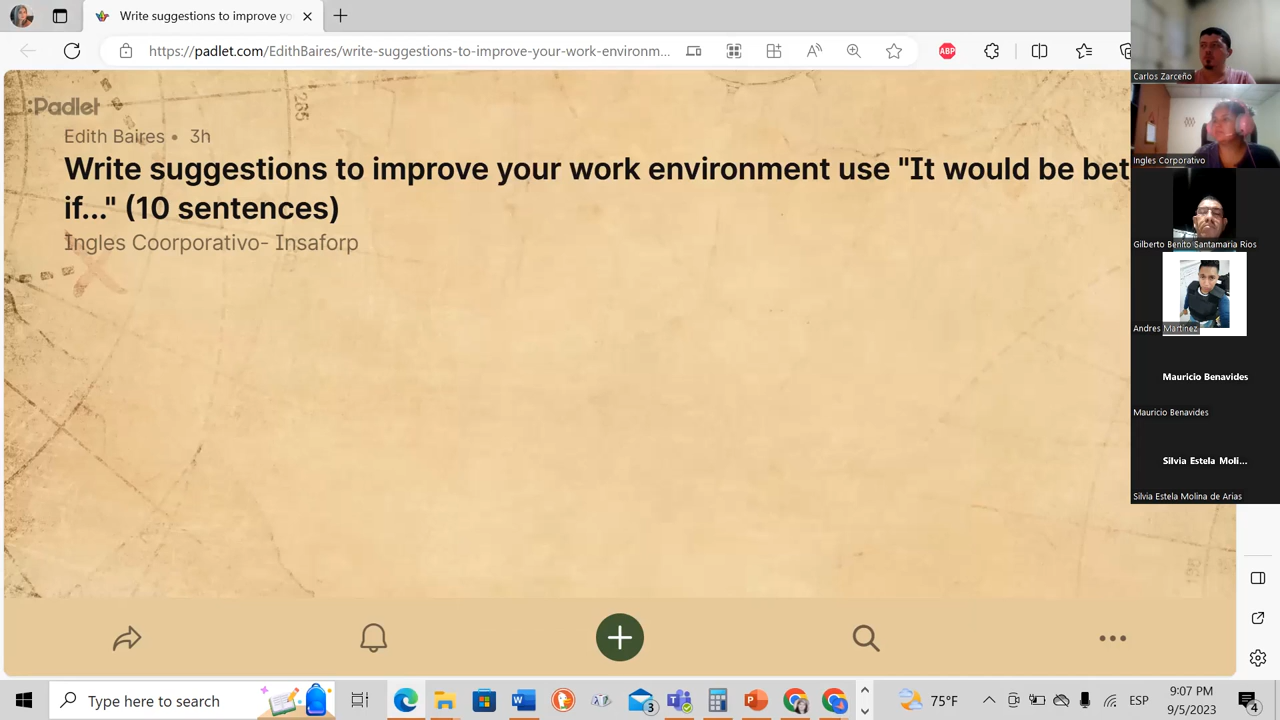 Write suggestions to improve yo
https://padlet.com/EdithBaires/write-suggestions-to-improve-your-work-environm...
ABP
:Padlet
Edith Baires • 3h
Write suggestions to improve your work environment use "It would be bet
if..." (10 sentences)
Ingles Coorporativo- Insaforp
Carlos Zarceño
Ingles Corporativo
Gilberto Benito Santamaria Rios
Andres Martinez
Mauricio Benavides
Mauricio Benavides
Silvia Estela Moli...
Silvia Estela Molina de Arias
Type here to search
3
75°F
ESP
9:07 PM
9/5/2023
4